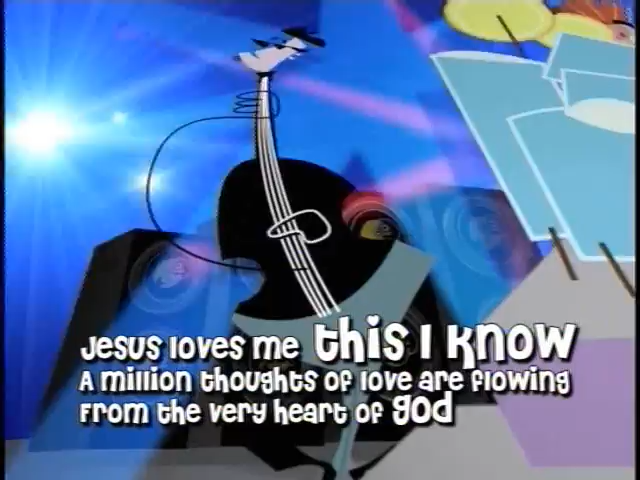 Jesus loves me this I know
A million thoughts of love are flowing
From the very heart of god